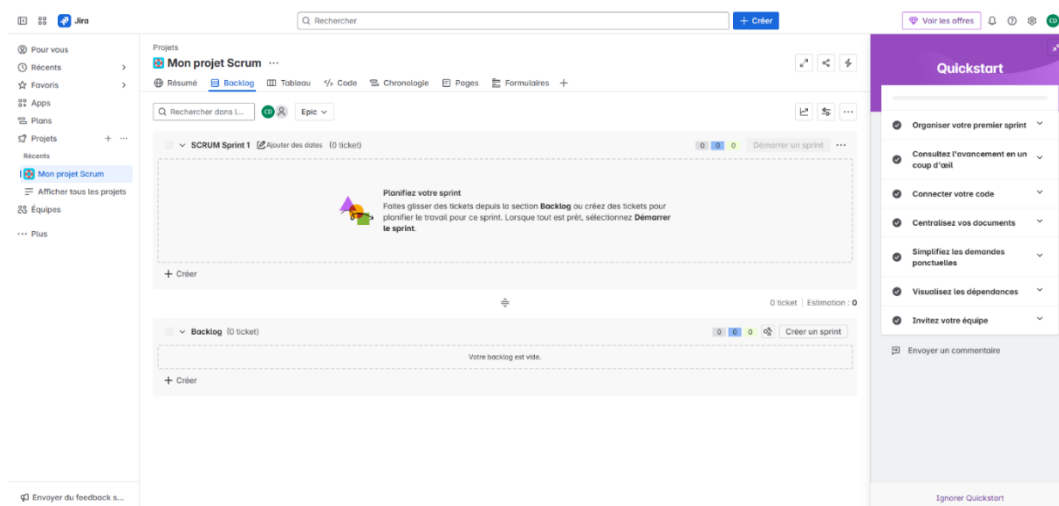 Jira
Rechercher
+ Créer
Voir les offres
CD
Pour vous
Récents
Favoris
Apps
Plans
Projets
Récents
Mon projet Scrum
Afficher tous les projets
Équipes
Plus
Envoyer du feedback s...
Projets
Mon projet Scrum
Résumé Backlog Tableau Code Chronologie Pages Formulaires
Rechercher dans l... CD Epic
SCRUM Sprint 1 Ajouter des dates (0 ticket) 0 0 0 Démarrer un sprint
Planifiez votre sprint
Faites glisser des tickets depuis la section Backlog ou créez des tickets pour
planifier le travail pour ce sprint. Lorsque tout est prêt, sélectionnez Démarrer
le sprint.
+ Créer
0 ticket | Estimation : 0
Backlog (0 ticket) 0 0 0 Créer un sprint
Votre backlog est vide.
+ Créer
Quickstart
Organiser votre premier sprint
Consultez l'avancement en un
coup d'œil
Connecter votre code
Centralisez vos documents
Simplifiez les demandes
ponctuelles
Visualisez les dépendances
Invitez votre équipe
Envoyer un commentaire
Ignorer Quickstart